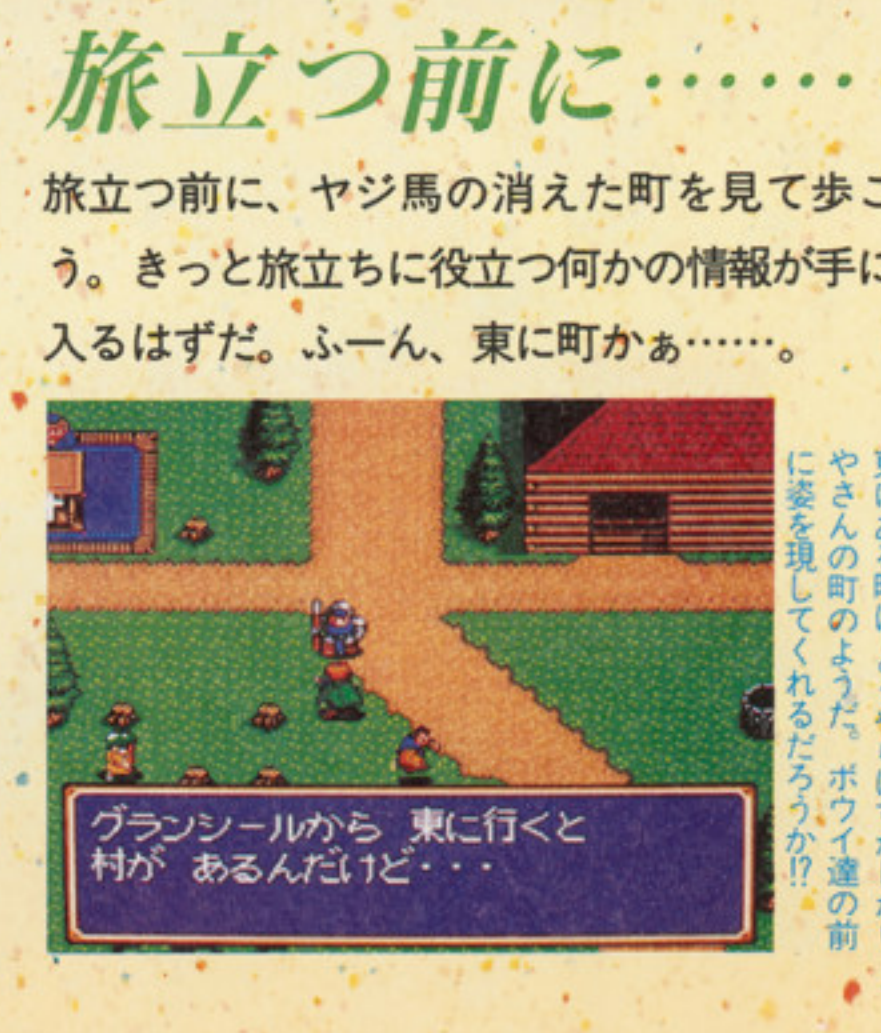 旅立つ前に……
旅立つ前に、ヤジ馬の消えた町を見て歩こ
う。きっと旅立ちに役立つ何かの情報が手に
入るはずだ。ふーん、東に町かぁ……。
グランシールから 東に行くと
村が あるんだけど・・・
やさんの町のようだ。ボウイ達の前
に姿を現してくれるだろうか!?